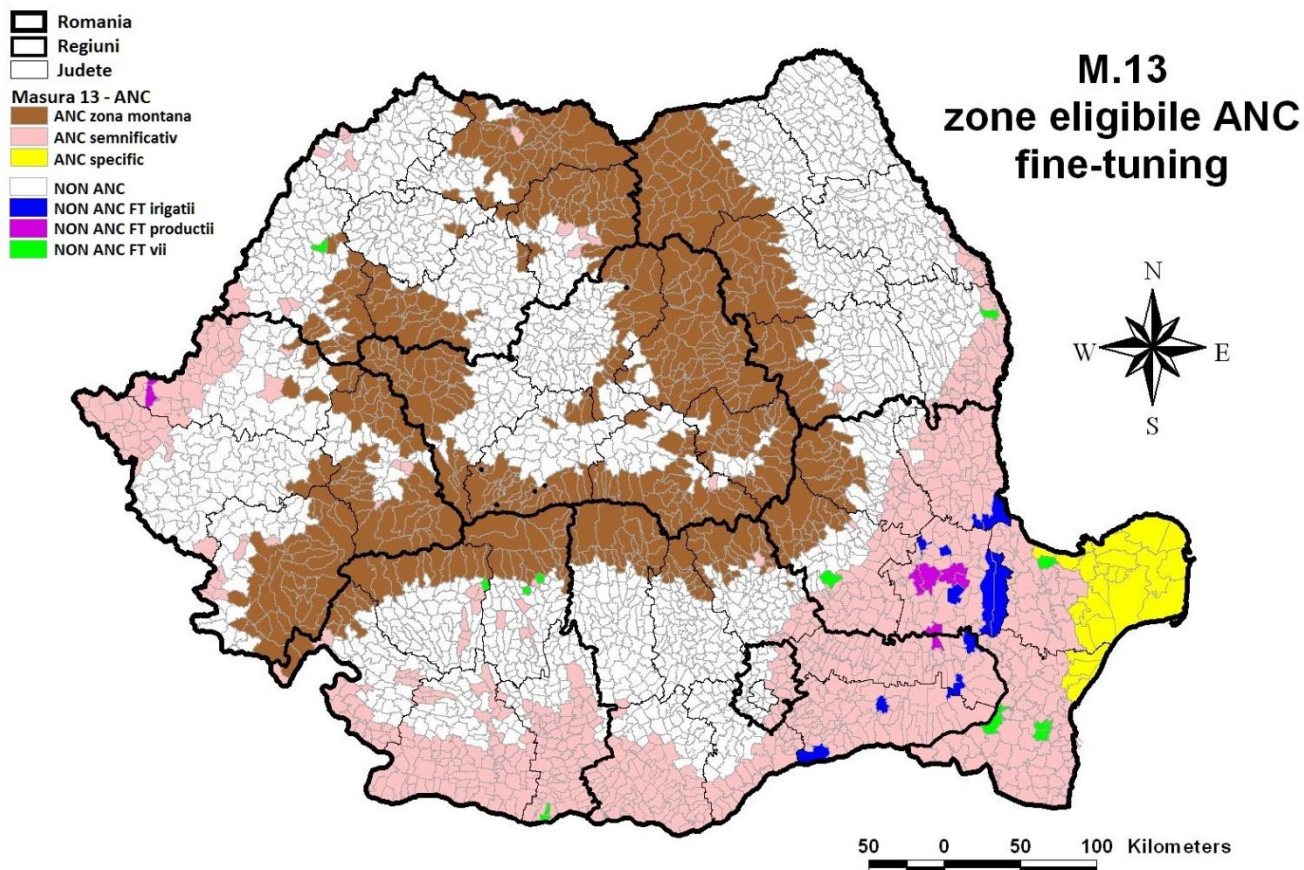 Romania
Regiuni
Judete
Masura 13 - ANC
ANC zona montana
ANC semnificativ
ANC specific
NON ANC
NON ANC FT irigatii
NON ANC FT productii
NON ANC FT vii
M.13
zone eligibile ANC
fine-tuning
N
W E
S
50 0 50 100 Kilometers